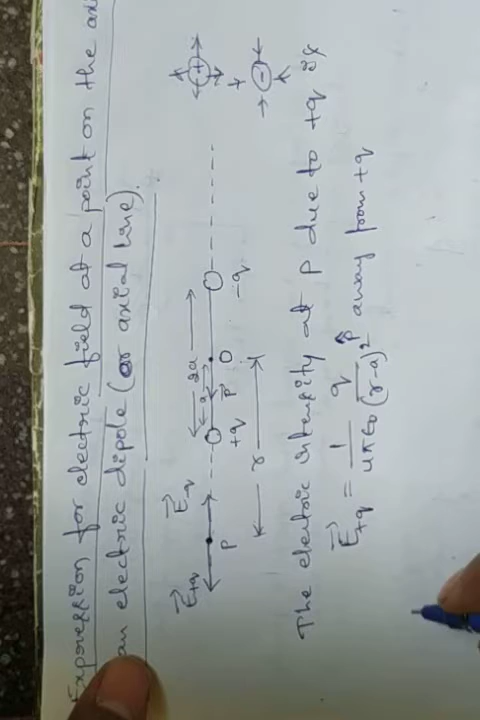 Expression for electric field at a point on the axi
an electric dipole (or axial line).
2a
a
E⃗+q E⃗-q
P +q p⃗ O -q
r
The electric intensity at p due to +q is
E⃗+q = 1/4πε₀ q/(r-a)² p̂ away from +q